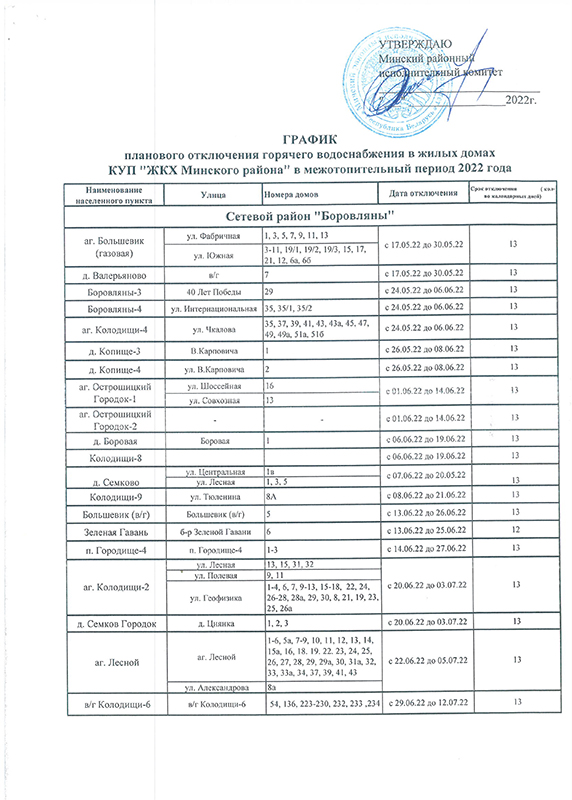 УТВЕРЖДАЮ
Минский районный
исполнительный комитет
2022г.
ГРАФИК
планового отключения горячего водоснабжения в жилых домах
КУП "ЖКХ Минского района" в межотопительный период 2022 года
Наименование населенного пункта Улица Номера домов Дата отключения Срок отключения ( кол-во календарных дней)
Сетевой район "Боровляны"
аг. Большевик (газовая) ул. Фабричная 1, 3, 5, 7, 9, 11, 13 с 17.05.22 до 30.05.22 13
ул. Южная 3-11, 19/1, 19/2, 19/3, 15, 17,
21, 12, 6а, 6б
д. Валерьяново в/г 7 с 17.05.22 до 30.05.22 13
Боровляны-3 40 Лет Победы 29 с 24.05.22 до 06.06.22 13
Боровляны-4 ул. Интернациональная 35, 35/1, 35/2 с 24.05.22 до 06.06.22 13
аг. Колодищи-4 ул. Чкалова 35, 37, 39, 41, 43, 43а, 45, 47, с 24.05.22 до 06.06.22 13
49, 49а, 51а, 51б
д. Копище-3 В.Карповича 1 с 26.05.22 до 08.06.22 13
д. Копище-4 ул. В.Карповича 2 с 26.05.22 до 08.06.22 13
аг. Острошицкий Городок-1 ул. Шоссейная 16 с 01.06.22 до 14.06.22 13
ул. Совхозная 13
аг. Острошицкий Городок-2 - - с 01.06.22 до 14.06.22 13
д. Боровая Боровая 1 с 06.06.22 до 19.06.22 13
Колодищи-8 с 06.06.22 до 19.06.22 13
д. Семково ул. Центральная 1в с 07.06.22 до 20.05.22 13
ул. Лесная 1, 3, 5
Колодищи-9 ул. Тюленина 8А с 08.06.22 до 21.06.22 13
Большевик (в/г) Большевик (в/г) 5 с 13.06.22 до 26.06.22 13
Зеленая Гавань б-р Зеленой Гавани 6 с 13.06.22 до 25.06.22 12
п. Городище-4 п. Городище-4 1-3 с 14.06.22 до 27.06.22 13
аг. Колодищи-2 ул. Лесная 13, 15, 31, 32 с 20.06.22 до 03.07.22 13
ул. Полевая 9, 11
ул. Геофизика 1-4, 6, 7, 9-13, 15-18, 22, 24,
26-28, 28а, 29, 30, 8, 21, 19, 23,
25, 26а
д. Семков Городок д. Цнянка 1, 2, 3 с 20.06.22 до 03.07.22 13
аг. Лесной аг. Лесной 1-6, 5а, 7-9, 10, 11, 12, 13, 14, с 22.06.22 до 05.07.22 13
15а, 16, 18. 19. 22. 23, 24, 25,
26, 27, 28, 29, 29а, 30, 31а, 32,
33, 33а, 34, 37, 39, 41, 43
ул. Александрова 8а
в/г Колодищи-6 в/г Колодищи-6 54, 136, 223-230, 232, 233 ,234 с 29.06.22 до 12.07.22 13